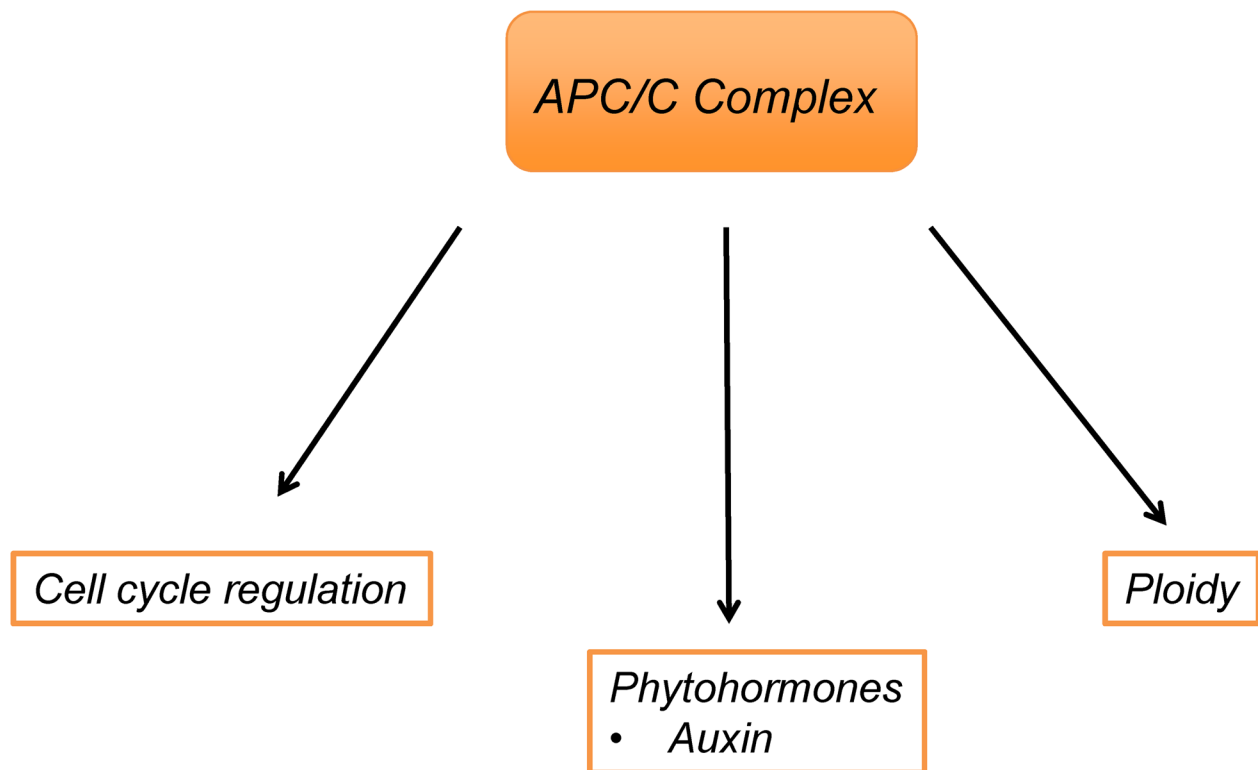 APC/C Complex
Cell cycle regulation
Ploidy
Phytohormones
• Auxin